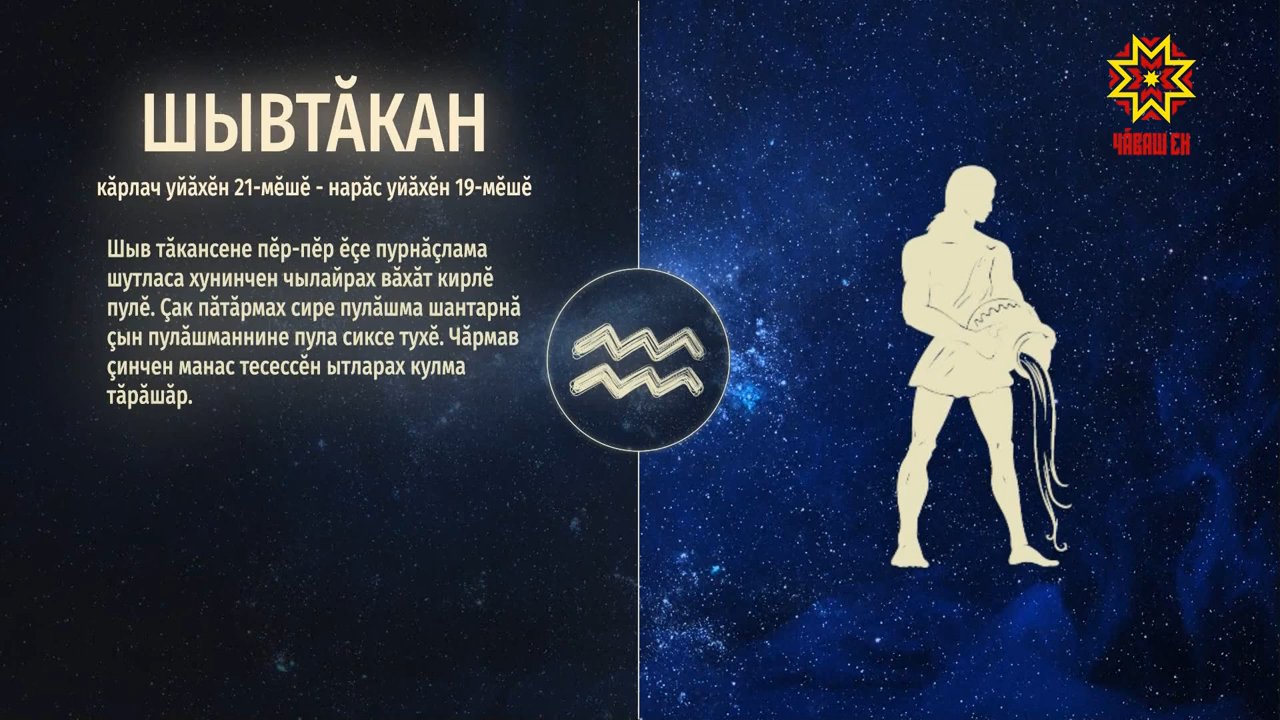 ШЫВТĂКАН
кăрлач уйăхĕн 21-мĕшĕ - нарăс уйăхĕн 19-мĕшĕ
Шыв тăкансене пĕр-пĕр ĕçе пурнăçлама
шутласа хунинчен чылайрах вăхăт кирлĕ
пулĕ. Çак пăтăрмах сире пулăшма шантарнă
çын пулăшманнине пула сиксе тухĕ. Чăрмав
çинчен манас тесессĕн ытларах кулма
тăрăшăр.
ЧĂВАШ ЕН